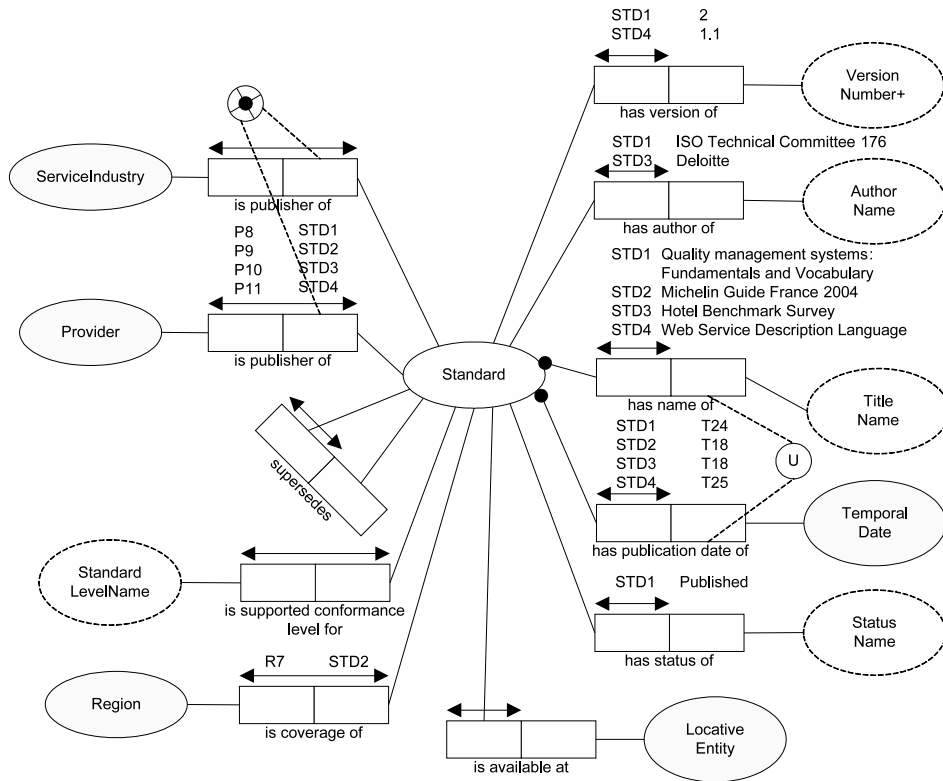 STD1 2
STD4 1.1
Version
Number+
has version of
STD1 ISO Technical Committee 176
STD3 Deloitte
Author
Name
has author of
ServiceIndustry
is publisher of
P8 STD1
P9 STD2
P10 STD3
P11 STD4
Provider
is publisher of
STD1 Quality management systems:
Fundamentals and Vocabulary
STD2 Michelin Guide France 2004
STD3 Hotel Benchmark Survey
STD4 Web Service Description Language
Standard
has name of
Title
Name
STD1 T24
STD2 T18
STD3 T18
STD4 T25
U
supersedes
has publication date of
Temporal
Date
Standard
LevelName
is supported conformance
level for
STD1 Published
Status
Name
has status of
R7 STD2
Region
is coverage of
Locative
Entity
is available at